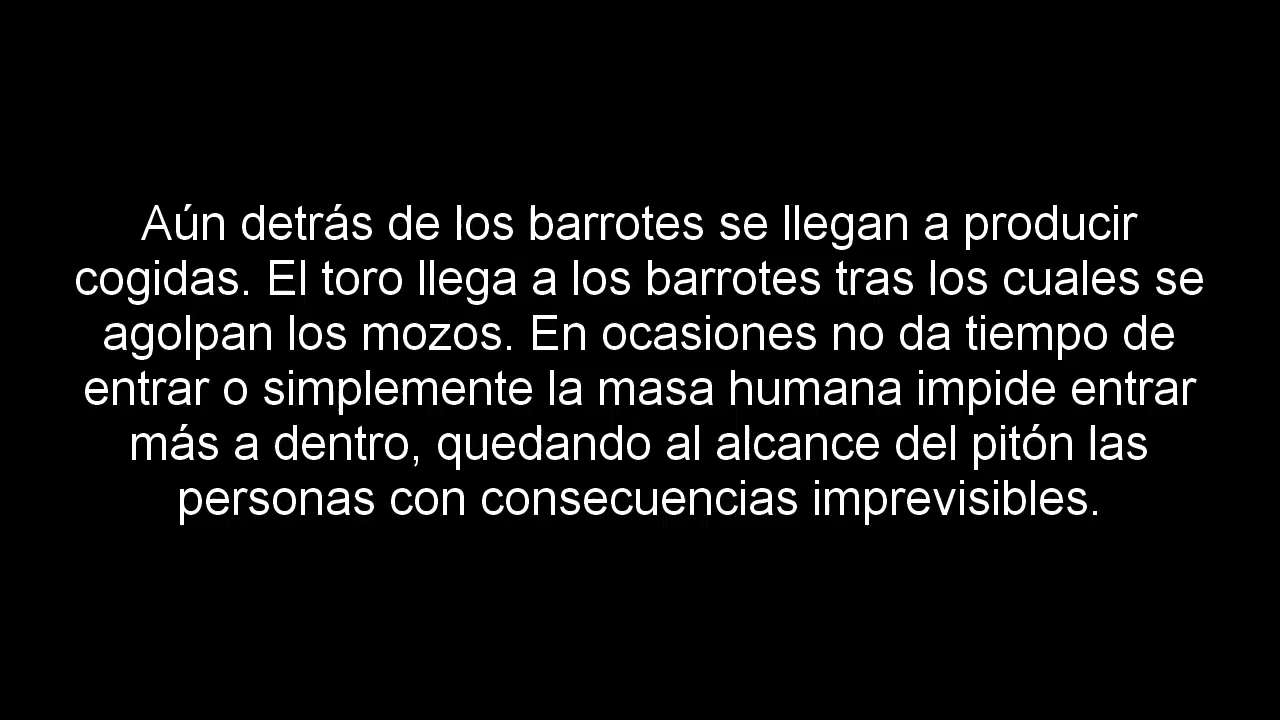 Aún detrás de los barrotes se llegan a producir
cogidas. El toro llega a los barrotes tras los cuales se
agolpan los mozos. En ocasiones no da tiempo de
entrar o simplemente la masa humana impide entrar
más a dentro, quedando al alcance del pitón las
personas con consecuencias imprevisibles.